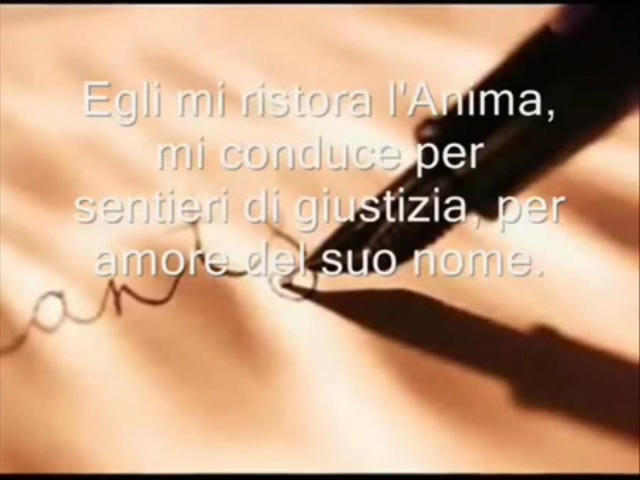 Egli mi ristora l'Anima,
mi conduce per
sentieri di giustizia, per
amore del suo nome.